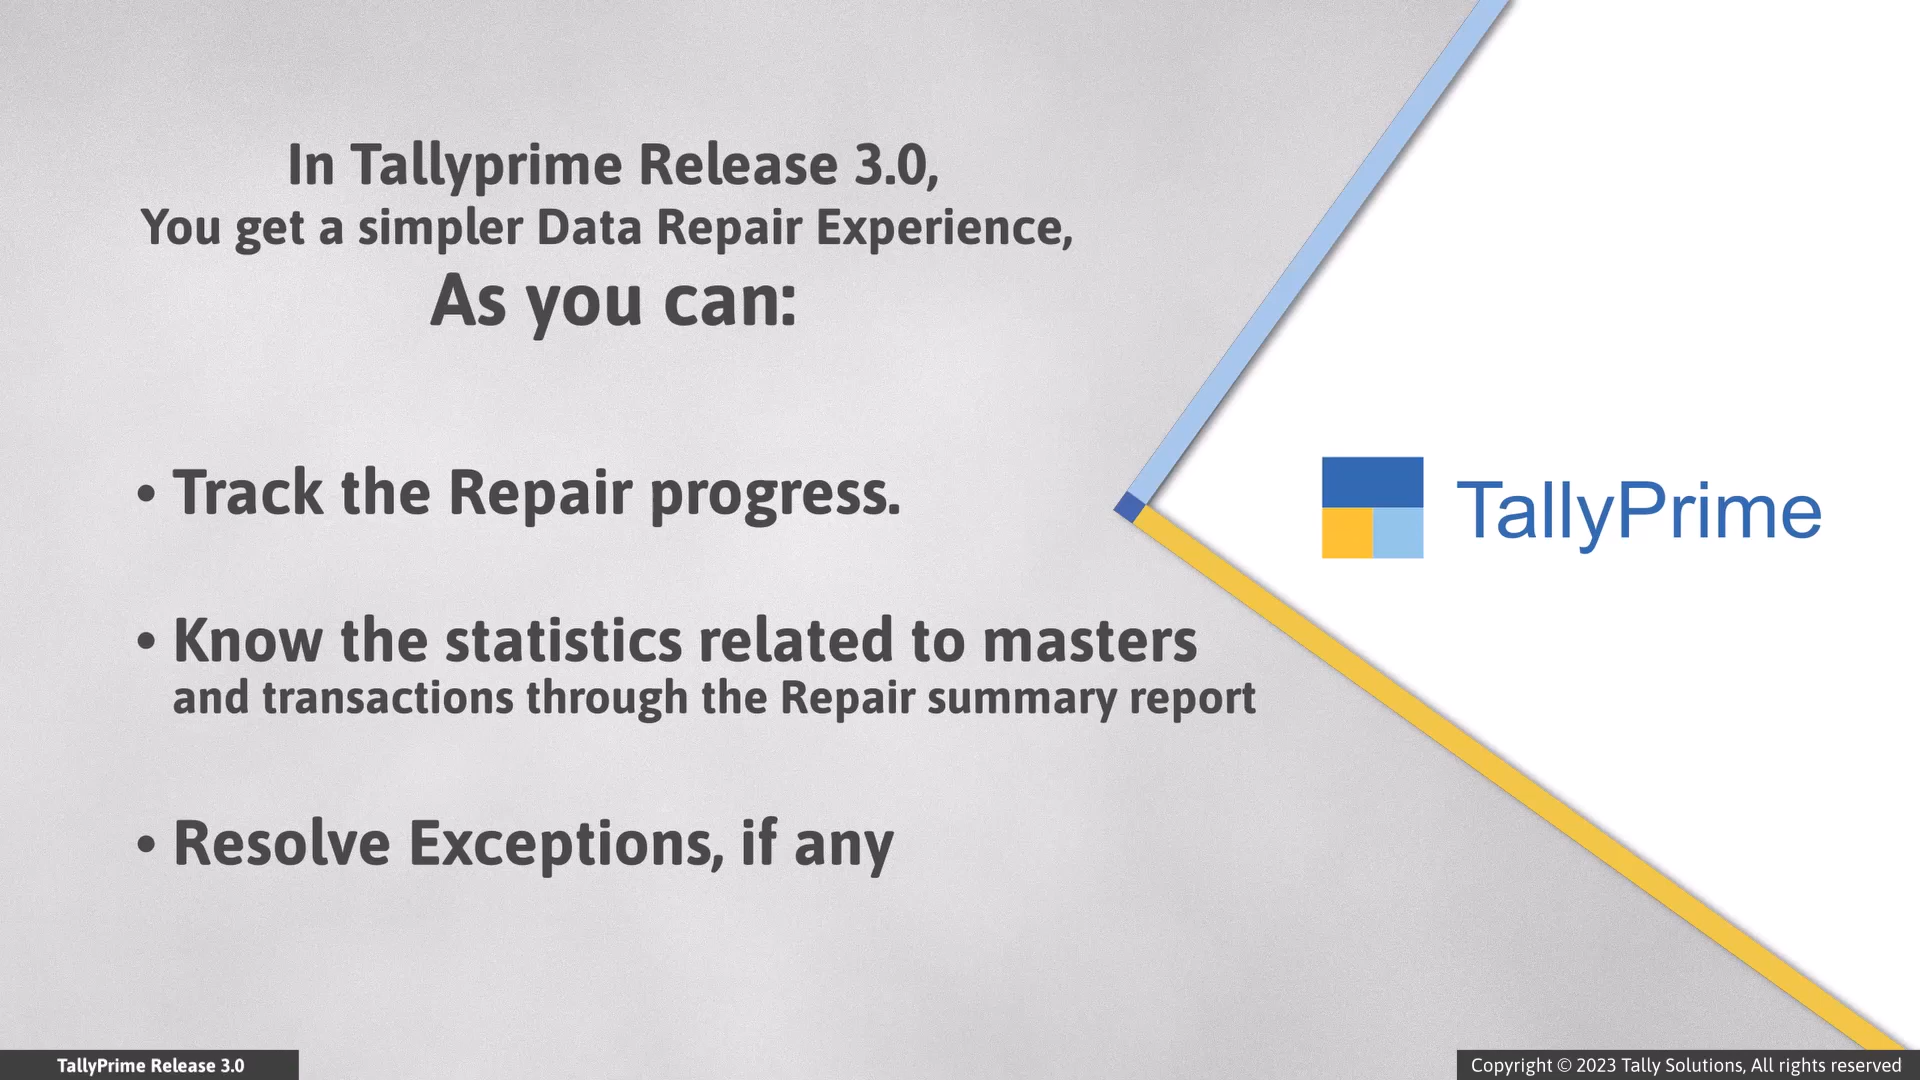 In Tallyprime Release 3.0,
You get a simpler Data Repair Experience,
As you can:
• Track the Repair progress.
• Know the statistics related to masters
and transactions through the Repair summary report
• Resolve Exceptions, if any
TallyPrime
TallyPrime Release 3.0
Copyright © 2023 Tally Solutions, All rights reserved